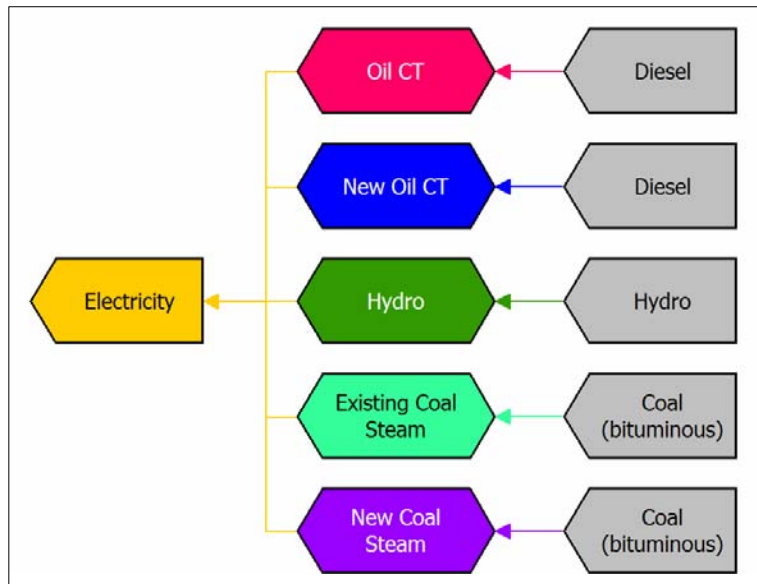 Oil CT
Diesel
New Oil CT
Diesel
Electricity
Hydro
Hydro
Existing Coal
Steam
Coal
(bituminous)
New Coal
Steam
Coal
(bituminous)